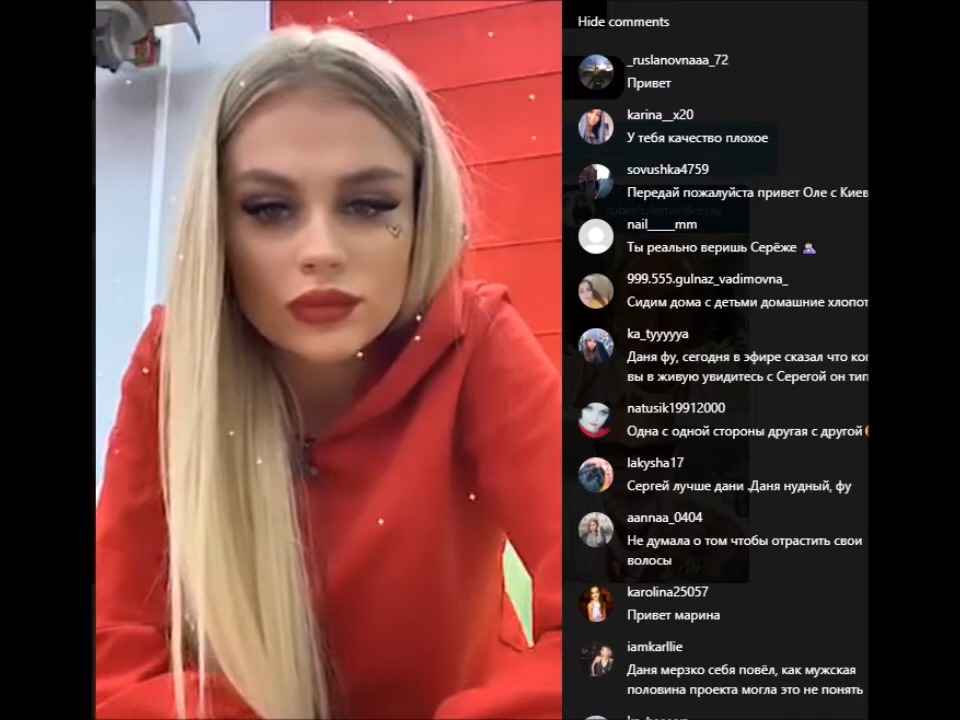 Hide comments
_ruslanovnaaa_72
Привет
karina__x20
У тебя качество плохое
sovushka4759
Передай пожалуйста привет Оле с Киев
nail_____mm
Ты реально веришь Серёже
999.555.gulnaz_vadimovna_
Сидим дома с детьми домашние хлопот
ka_tyyyyya
Даня фу, сегодня в эфире сказал что ког
вы в живую увидитесь с Серегой он тип
natusik19912000
Одна с одной стороны другая с другой
lakysha17
Сергей лучше дани .Даня нудный, фу
aannaa_0404
Не думала о том чтобы отрастить свои
волосы
karolina25057
Привет марина
iamkarllie
Даня мерзко себя повёл, как мужская
половина проекта могла это не понять